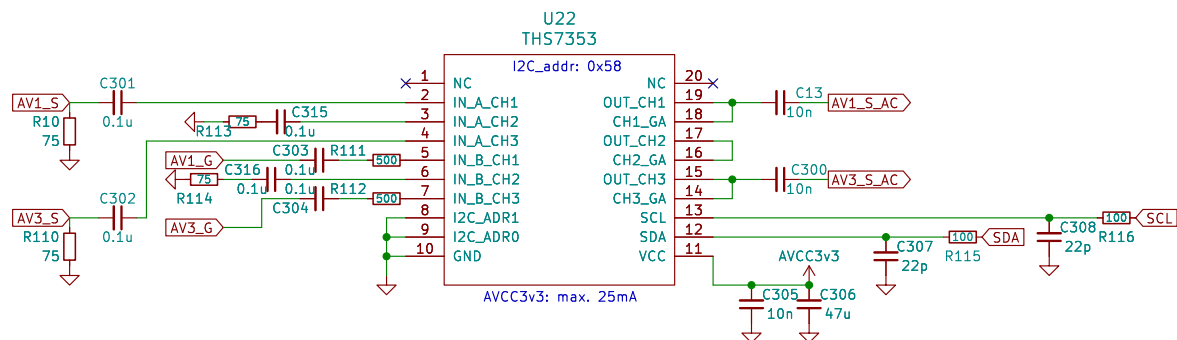 U22
THS7353
I2C_addr: 0x58
1 NC
2 IN_A_CH1
3 IN_A_CH2
4 IN_A_CH3
5 IN_B_CH1
6 IN_B_CH2
7 IN_B_CH3
8 I2C_ADR1
9 I2C_ADR0
10 GND
NC 20
OUT_CH1 19
CH1_GA 18
OUT_CH2 17
CH2_GA 16
OUT_CH3 15
CH3_GA 14
SCL 13
SDA 12
VCC 11
AVCC3v3: max. 25mA
AV1_S
C301
0.1u
R10
75
R113
75
C315
0.1u
AV1_G
C303
0.1u
R111
500
R114
75
C316
0.1u
AV3_G
C304
0.1u
R112
500
AV3_S
C302
0.1u
R110
75
C13
10n
AV1_S_AC
C300
10n
AV3_S_AC
C308
22p
100
R116
SCL
C307
22p
100
R115
SDA
AVCC3v3
C305
10n
C306
47u